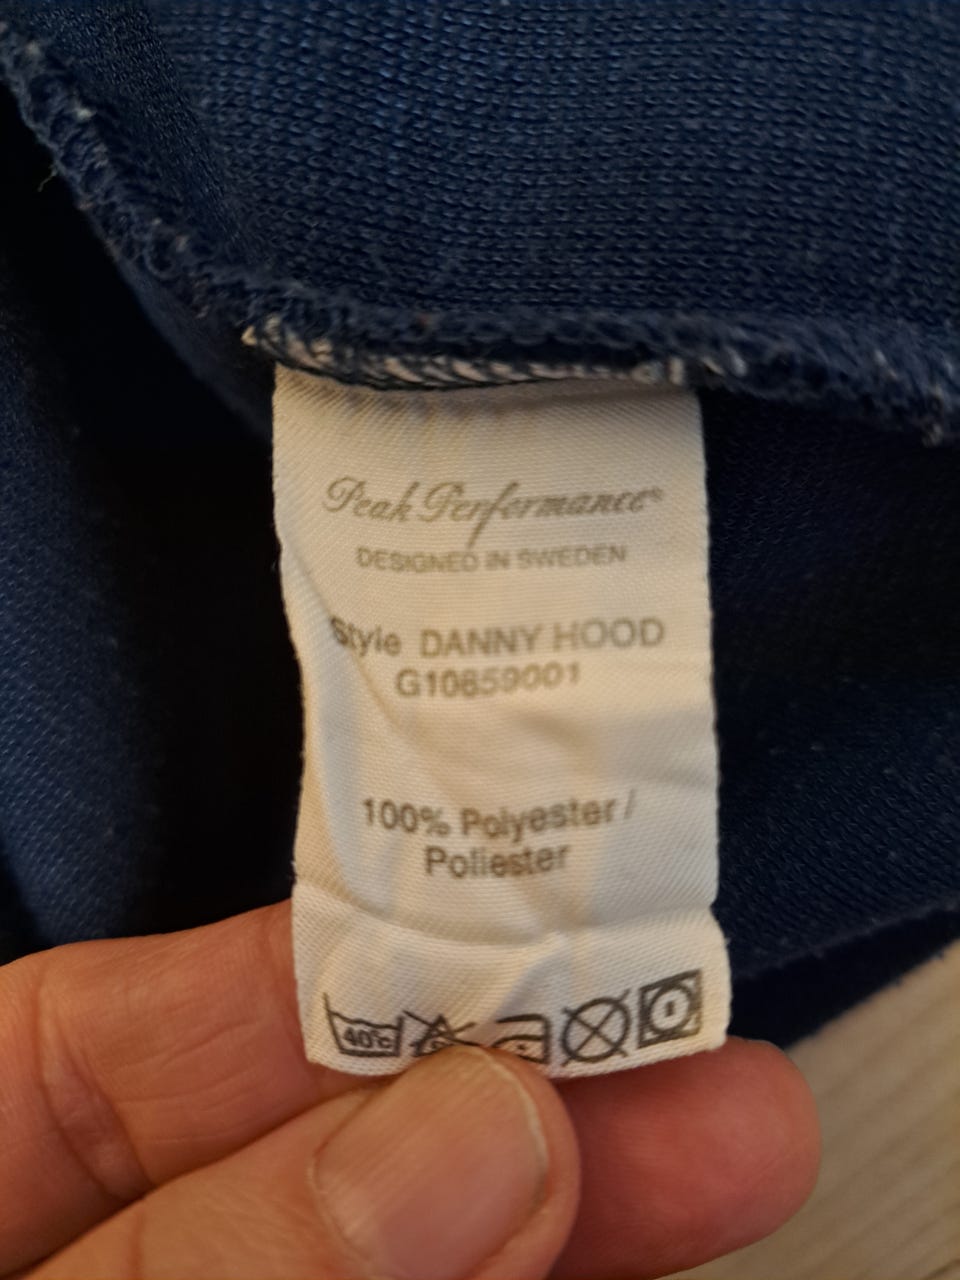 Peak Performance®
DESIGNED IN SWEDEN
Style DANNY HOOD
G10859001
100% Polyester /
Poliester
40°c